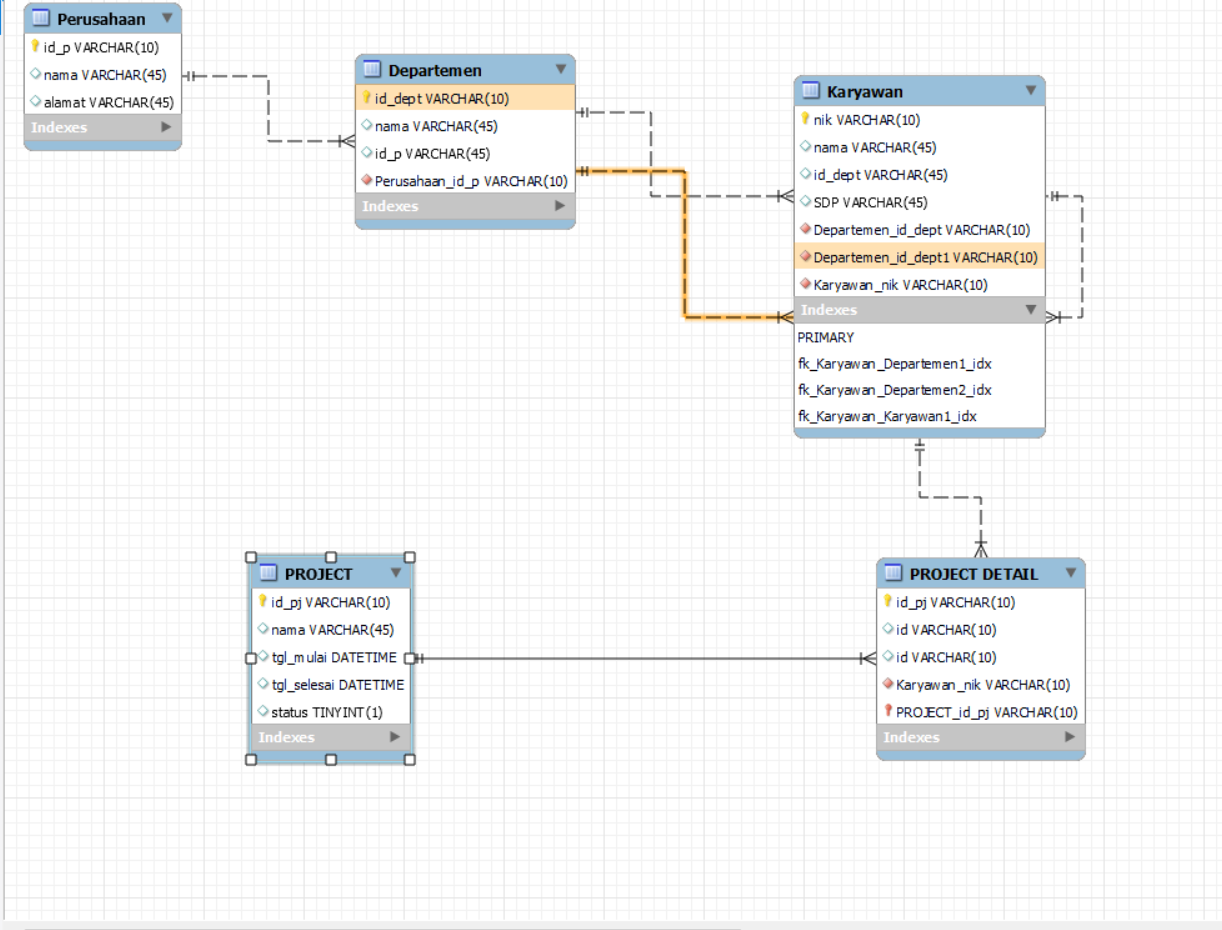 Perusahaan
id_p VARCHAR(10)
nama VARCHAR(45)
alamat VARCHAR(45)
Indexes
Departemen
id_dept VARCHAR(10)
nama VARCHAR(45)
id_p VARCHAR(45)
Perusahaan_id_p VARCHAR(10)
Indexes
Karyawan
nik VARCHAR(10)
nama VARCHAR(45)
id_dept VARCHAR(45)
SDP VARCHAR(45)
Departemen_id_dept VARCHAR(10)
Departemen_id_dept1 VARCHAR(10)
Karyawan_nik VARCHAR(10)
Indexes
PRIMARY
fk_Karyawan_Departemen1_idx
fk_Karyawan_Departemen2_idx
fk_Karyawan_Karyawan1_idx
PROJECT
id_pj VARCHAR(10)
nama VARCHAR(45)
tgl_mulai DATETIME
tgl_selesai DATETIME
status TINYINT(1)
Indexes
PROJECT DETAIL
id_pj VARCHAR(10)
id VARCHAR(10)
id VARCHAR(10)
Karyawan_nik VARCHAR(10)
PROJECT_id_pj VARCHAR(10)
Indexes